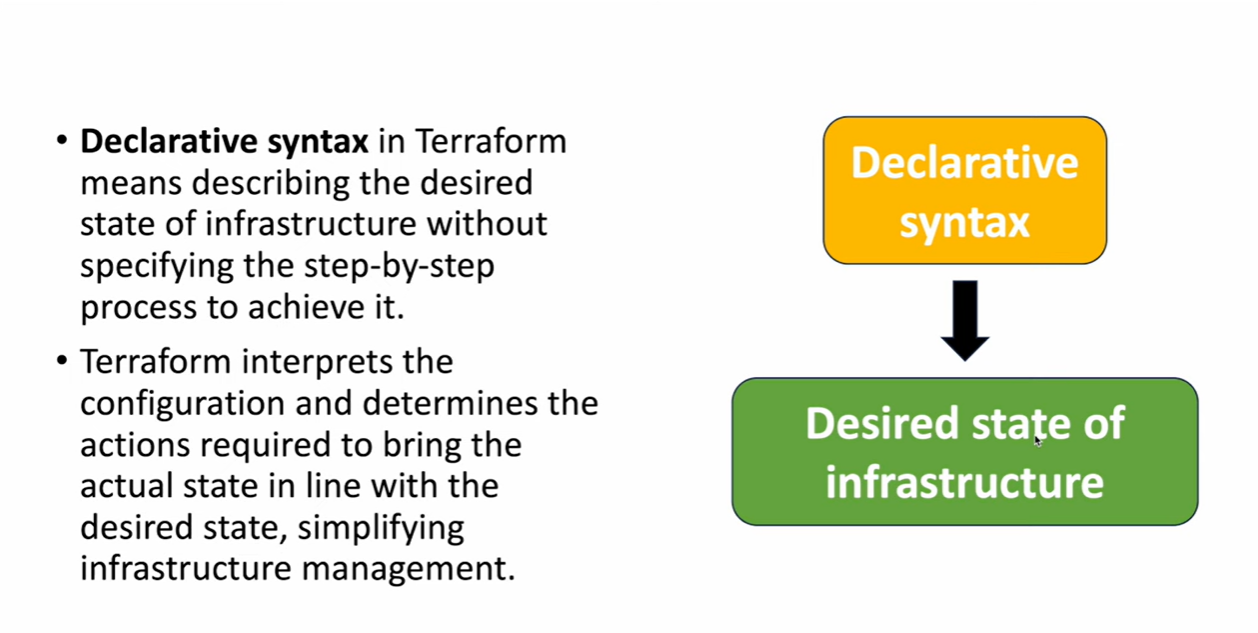 • Declarative syntax in Terraform
means describing the desired
state of infrastructure without
specifying the step-by-step
process to achieve it.
• Terraform interprets the
configuration and determines the
actions required to bring the
actual state in line with the
desired state, simplifying
infrastructure management.
Declarative
syntax
Desired state of
infrastructure